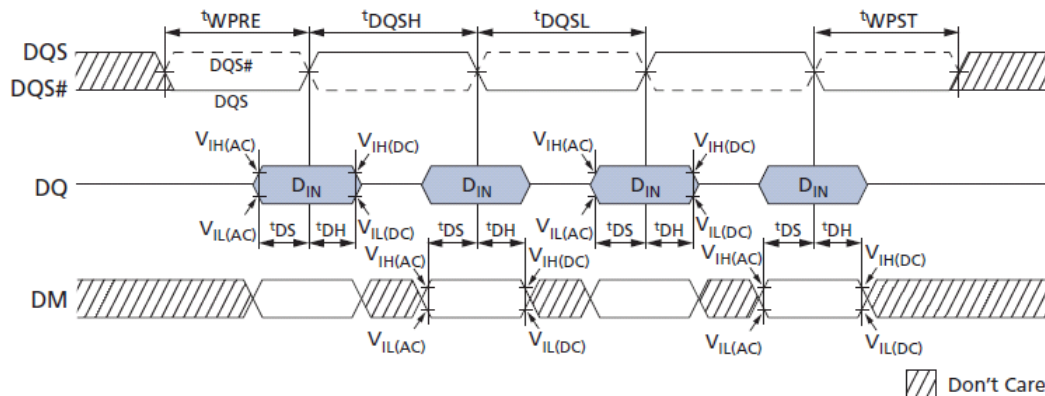 tWPRE tDQSH tDQSL tWPST
DQS
DQS#
DQS#
DQS
VIH(AC) VIH(DC) VIH(AC) VIH(DC)
DQ DIN DIN DIN DIN
VIL(AC) tDS tDH VIL(DC) tDS tDH VIL(AC) tDS tDH VIL(DC) tDS tDH
VIH(AC) VIH(DC) VIH(AC) VIH(DC)
DM
VIL(AC) VIL(DC) VIL(AC) VIL(DC)
Don't Care